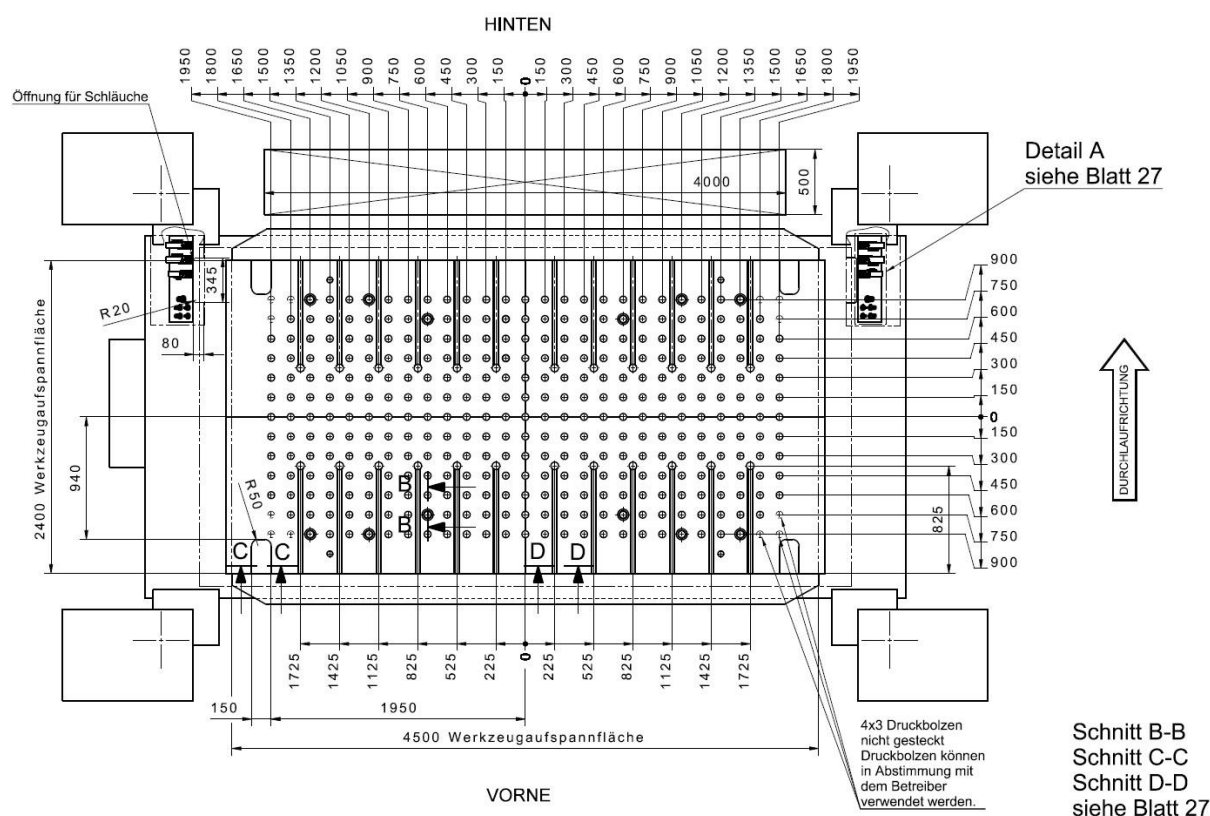 HINTEN
1950 1800 1650 1500 1350 1200 1050 900 750 600 450 300 150 0 150 300 450 600 750 900 1050 1200 1350 1500 1650 1800 1950
Öffnung für Schläuche
4000
500
Detail A
siehe Blatt 27
345
R20
80
2400 Werkzeugaufspannfläche
940
R50
B
B
C C
D D
825
900
750
600
450
300
150
0
150
300
450
600
750
900
DURCHLAUFRICHTUNG
1725 1425 1125 825 525 225 0 225 525 825 1125 1425 1725
150
1950
4500 Werkzeugaufspannfläche
VORNE
4x3 Druckbolzen
nicht gesteckt
Druckbolzen können
in Abstimmung mit
dem Betreiber
verwendet werden.
Schnitt B-B
Schnitt C-C
Schnitt D-D
siehe Blatt 27